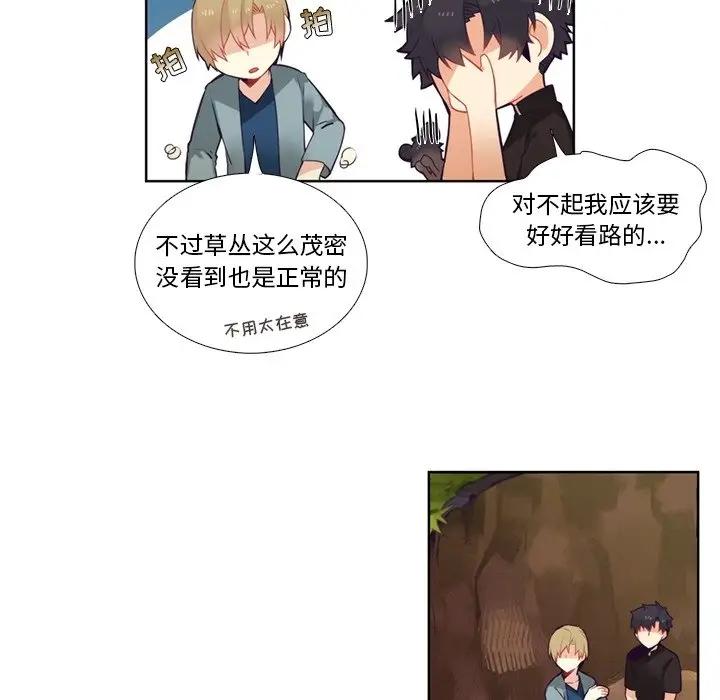 拍
拍
不过草丛这么茂密
没看到也是正常的
不用太在意
对不起我应该要
好好看路的...